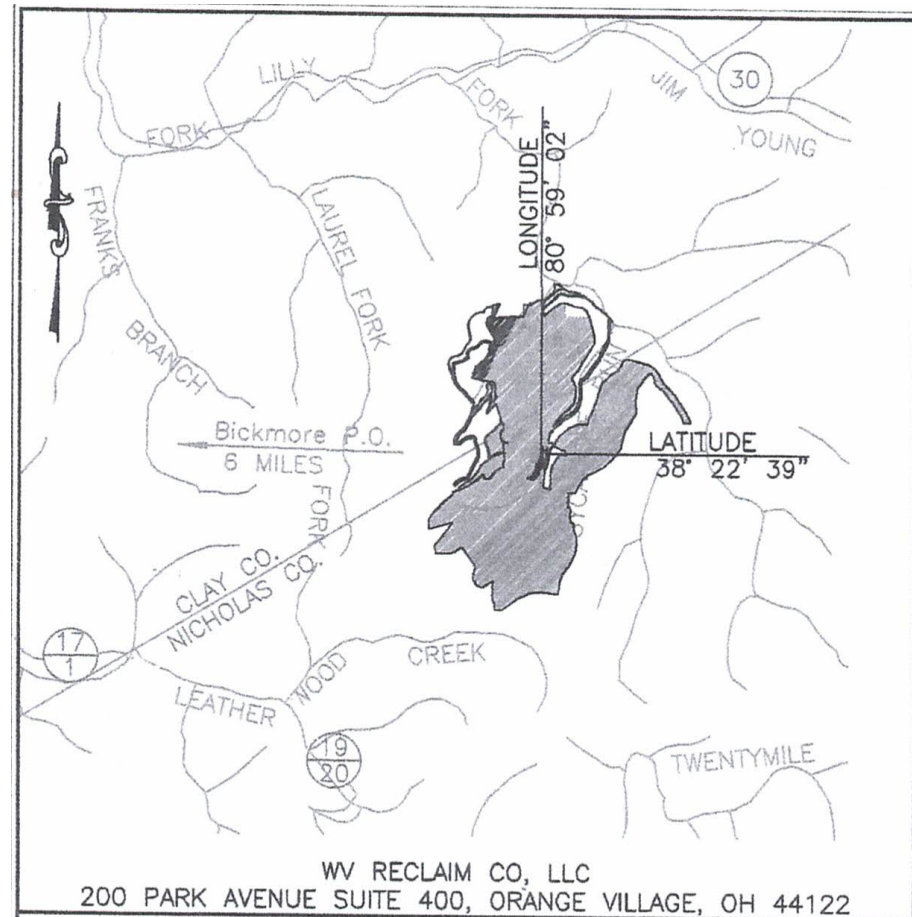 LILLY
FORK
FORK
JIM
YOUNG
30
FRANKS
BRANCH
LAUREL FORK
FORK
LONGITUDE
80° 59' 02"
LATITUDE
38° 22' 39"
Bickmore P.O.
6 MILES
CLAY CO.
NICHOLAS CO.
17
1
LEATHER
WOOD
CREEK
19
20
TWENTYMILE
WV RECLAIM CO, LLC
200 PARK AVENUE SUITE 400, ORANGE VILLAGE, OH 44122